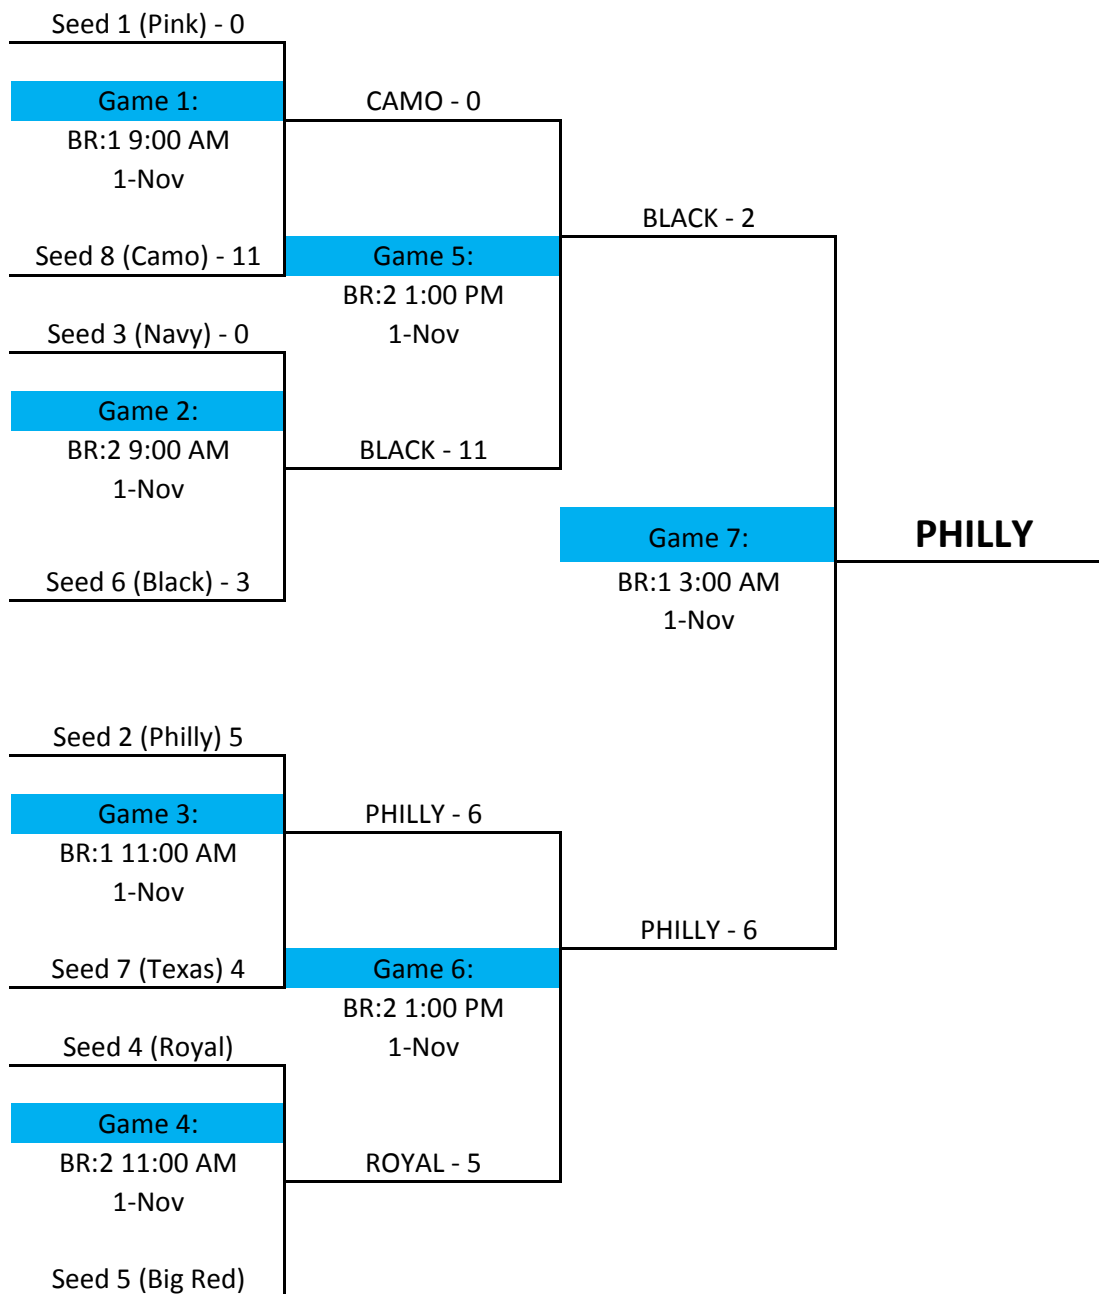 Seed 1 (Pink) - 0
Game 1:
BR:1 9:00 AM
1-Nov
Seed 8 (Camo) - 11
CAMO - 0
Game 5:
BR:2 1:00 PM
1-Nov
Seed 3 (Navy) - 0
Game 2:
BR:2 9:00 AM
1-Nov
Seed 6 (Black) - 3
BLACK - 11
BLACK - 2
Game 7:
BR:1 3:00 AM
1-Nov
PHILLY
Seed 2 (Philly) 5
Game 3:
BR:1 11:00 AM
1-Nov
Seed 7 (Texas) 4
PHILLY - 6
Game 6:
BR:2 1:00 PM
1-Nov
PHILLY - 6
Seed 4 (Royal)
Game 4:
BR:2 11:00 AM
1-Nov
Seed 5 (Big Red)
ROYAL - 5